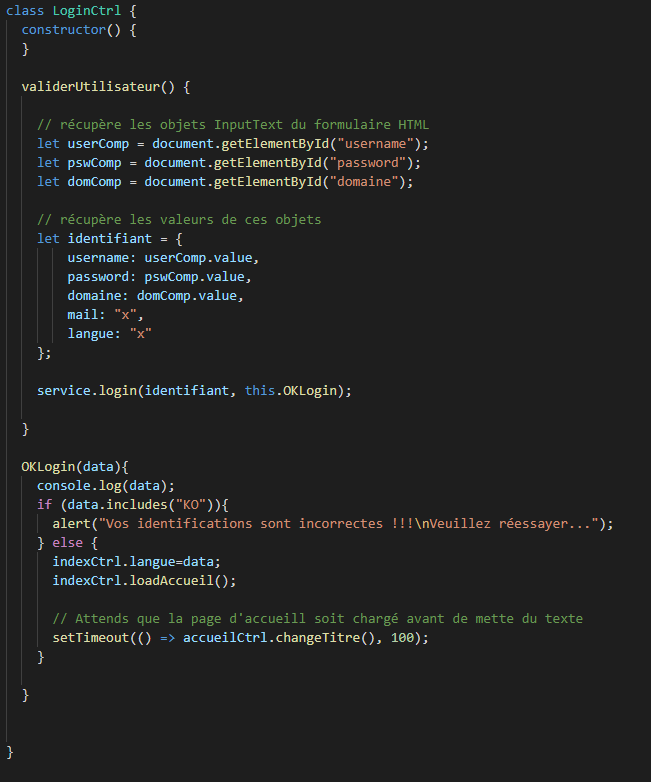 class LoginCtrl {
constructor() {
}
validerUtilisateur() {
// récupère les objets InputText du formulaire HTML
let userComp = document.getElementById("username");
let pswComp = document.getElementById("password");
let domComp = document.getElementById("domaine");
// récupère les valeurs de ces objets
let identifiant = {
username: userComp.value,
password: pswComp.value,
domaine: domComp.value,
mail: "x",
langue: "x"
};
service.login(identifiant, this.OKLogin);
}
OKLogin(data){
console.log(data);
if (data.includes("KO")){
alert("Vos identifications sont incorrectes !!!\nVeuillez réessayer...");
} else {
indexCtrl.langue=data;
indexCtrl.loadAccueil();
// Attends que la page d'accueill soit chargé avant de mette du texte
setTimeout(() => accueilCtrl.changeTitre(), 100);
}
}
}